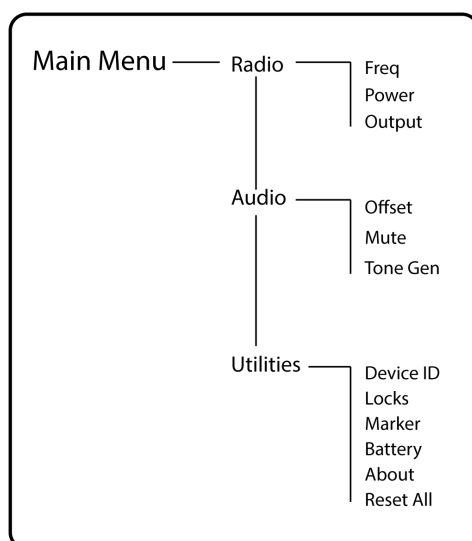 Main Menu
Radio
Freq
Power
Output
Audio
Offset
Mute
Tone Gen
Utilities
Device ID
Locks
Marker
Battery
About
Reset All